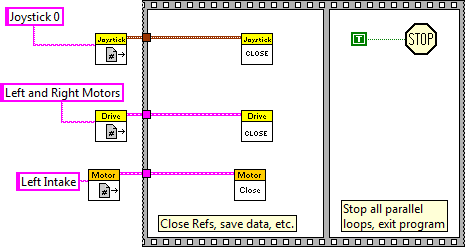 Joystick 0
Joystick
#
Joystick
CLOSE
T
STOP
Left and Right Motors
Drive
#
Drive
CLOSE
Left Intake
Motor
#
Motor
Close
Close Refs, save data, etc.
Stop all parallel
loops, exit program